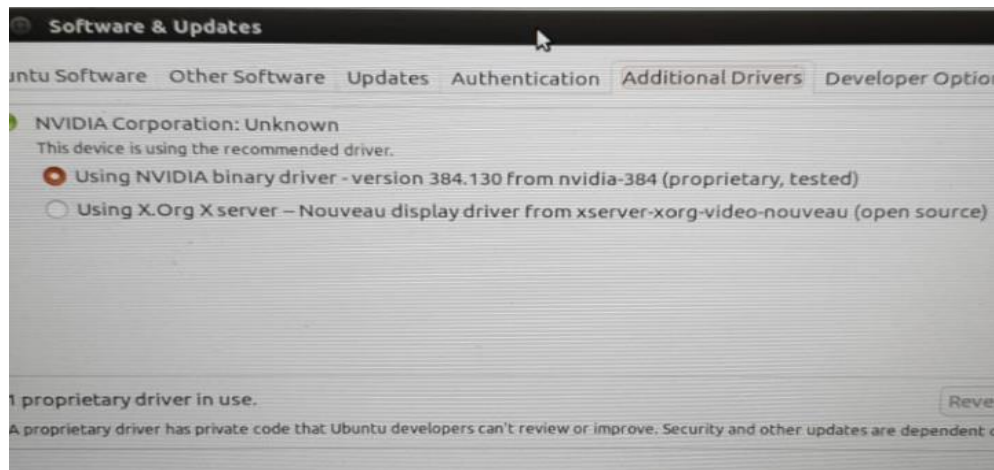 Software & Updates
untu Software Other Software Updates Authentication Additional Drivers Developer Option
NVIDIA Corporation: Unknown
This device is using the recommended driver.
Using NVIDIA binary driver - version 384.130 from nvidia-384 (proprietary, tested)
Using X.Org X server – Nouveau display driver from xserver-xorg-video-nouveau (open source)
1 proprietary driver in use.
Reve
A proprietary driver has private code that Ubuntu developers can't review or improve. Security and other updates are dependent o